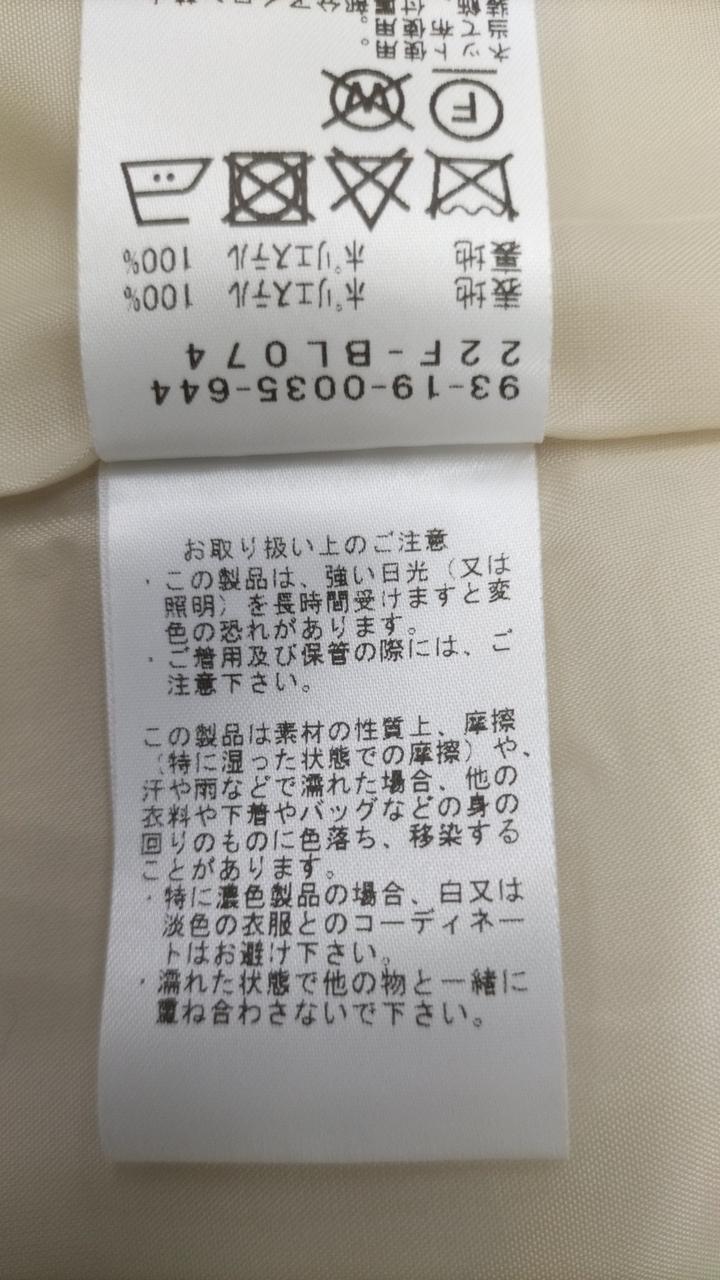 93-19-0035-644
22F-BL074
表地 ポリエステル 100%
裏地 ポリエステル 100%
F
W
ネット使用。
当て布使用。
お取り扱い上のご注意
・この製品は、強い日光（又は
照明）を長時間受けますと変
色の恐れがあります。
・ご着用及び保管の際には、ご
注意下さい。
この製品は素材の性質上、摩擦
（特に湿った状態での摩擦）や、
汗や雨などで濡れた場合、他の
衣料や下着やバッグなどの身の
回りのものに色落ち、移染する
ことがあります。
・特に濃色製品の場合、白又は
淡色の衣服とのコーディネー
トはお避け下さい。
・濡れた状態で他の物と一緒に
重ね合わさないで下さい。